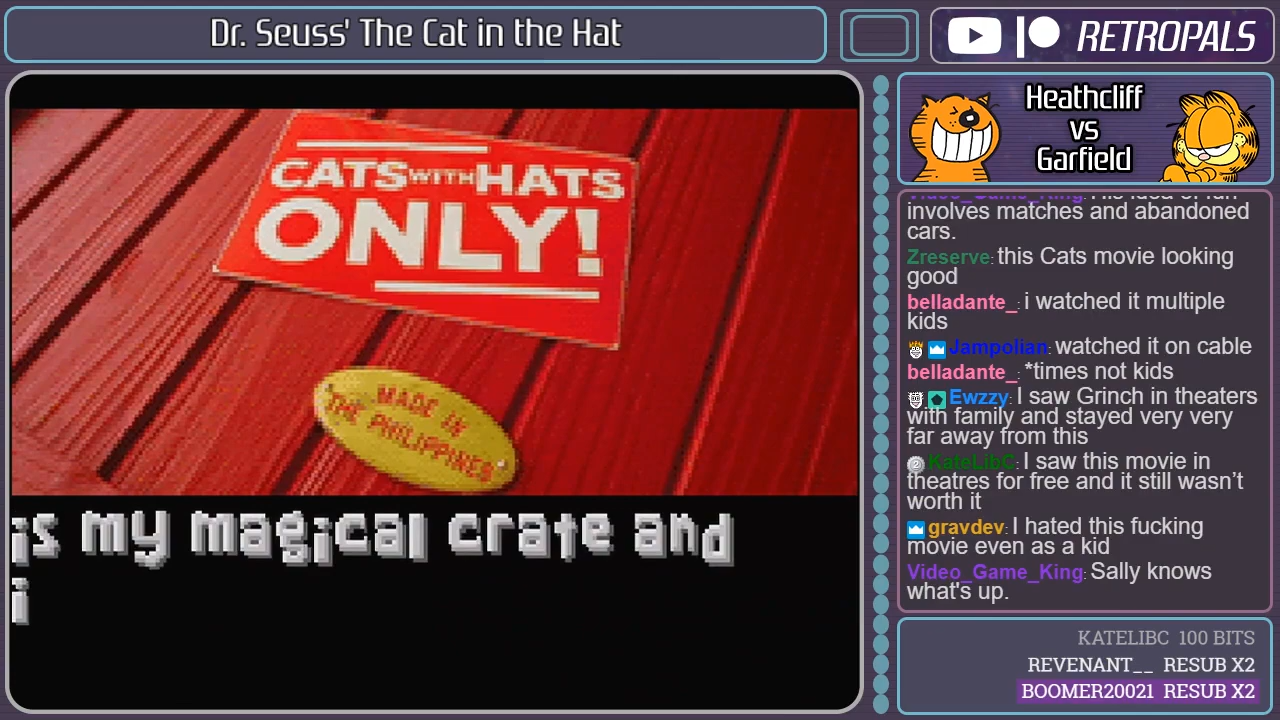 Dr. Seuss' The Cat in the Hat
RETROPALS
CATS WITH HATS
ONLY!
MADE IN
THE PHILIPPINES
is my magical crate and
i
Heathcliff
vs
Garfield
Video_Game_King: His idea of fun
involves matches and abandoned
cars.
Zreserve: this Cats movie looking
good
belladante_: i watched it multiple
kids
Jampolian: watched it on cable
belladante_: *times not kids
Ewzzy: I saw Grinch in theaters
with family and stayed very very
far away from this
KateLibC: I saw this movie in
theatres for free and it still wasn't
worth it
gravdev: I hated this fucking
movie even as a kid
Video_Game_King: Sally knows
what's up.
KATELIBC 100 BITS
REVENANT__ RESUB X2
BOOMER20021 RESUB X2